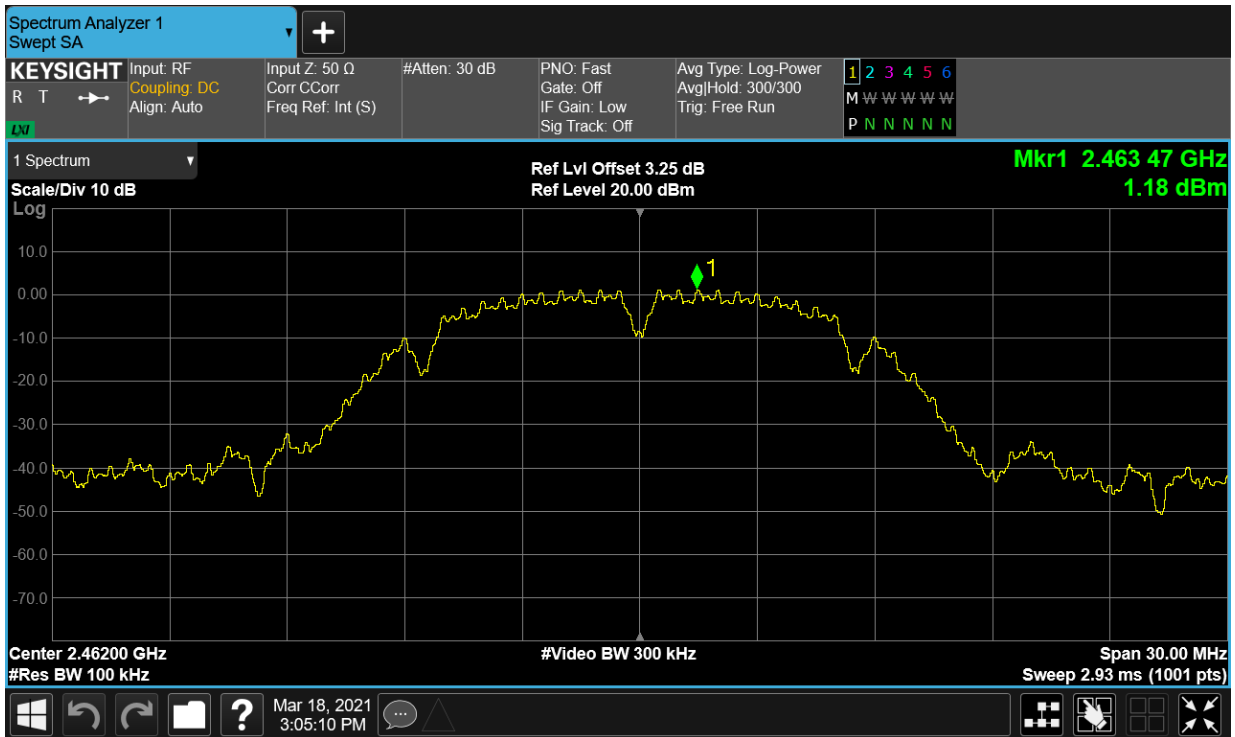 Spectrum Analyzer 1
Swept SA
KEYSIGHT
R T
LXI
Input: RF
Coupling: DC
Align: Auto
Input Z: 50 Ω
Corr CCorr
Freq Ref: Int (S)
#Atten: 30 dB
PNO: Fast
Gate: Off
IF Gain: Low
Sig Track: Off
Avg Type: Log-Power
Avg|Hold: 300/300
Trig: Free Run
1 2 3 4 5 6
M W W W W W
P N N N N N N
1 Spectrum
Scale/Div 10 dB
Log
Ref Lvl Offset 3.25 dB
Ref Level 20.00 dBm
Mkr1 2.463 47 GHz
1.18 dBm
1
10.0
0.00
-10.0
-20.0
-30.0
-40.0
-50.0
-60.0
-70.0
Center 2.46200 GHz
#Res BW 100 kHz
#Video BW 300 kHz
Span 30.00 MHz
Sweep 2.93 ms (1001 pts)
?
Mar 18, 2021
3:05:10 PM